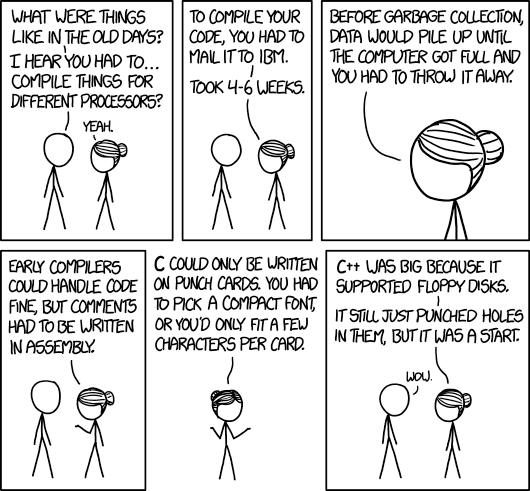 WHAT WERE THINGS
LIKE IN THE OLD DAYS?
I HEAR YOU HAD TO...
COMPILE THINGS FOR
DIFFERENT PROCESSORS?
YEAH.
TO COMPILE YOUR
CODE, YOU HAD TO
MAIL IT TO IBM.
TOOK 4-6 WEEKS.
BEFORE GARBAGE COLLECTION,
DATA WOULD PILE UP UNTIL
THE COMPUTER GOT FULL AND
YOU HAD TO THROW IT AWAY.
EARLY COMPILERS
COULD HANDLE CODE
FINE, BUT COMMENTS
HAD TO BE WRITTEN
IN ASSEMBLY.
C COULD ONLY BE WRITTEN
ON PUNCH CARDS. YOU HAD
TO PICK A COMPACT FONT,
OR YOU'D ONLY FIT A FEW
CHARACTERS PER CARD.
C++ WAS BIG BECAUSE IT
SUPPORTED FLOPPY DISKS.
IT STILL JUST PUNCHED HOLES
IN THEM, BUT IT WAS A START.
WOW.